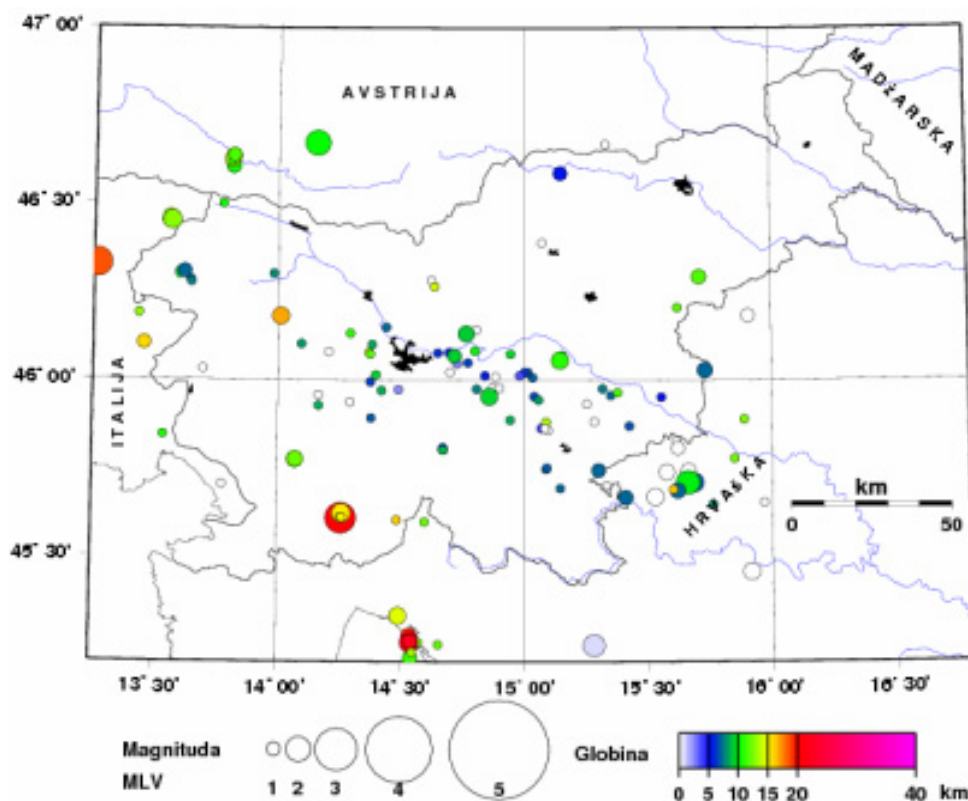 47° 00'
AVSTRIJA
MADŽARSKA
46° 30'
46° 00'
ITALIJA
HRVAŠKA
km
0 50
45° 30'
13° 30' 14° 00' 14° 30' 15° 00' 15° 30' 16° 00' 16° 30'
Magnituda
MLV
1 2 3 4 5
Globina
0 5 10 15 20 40 km